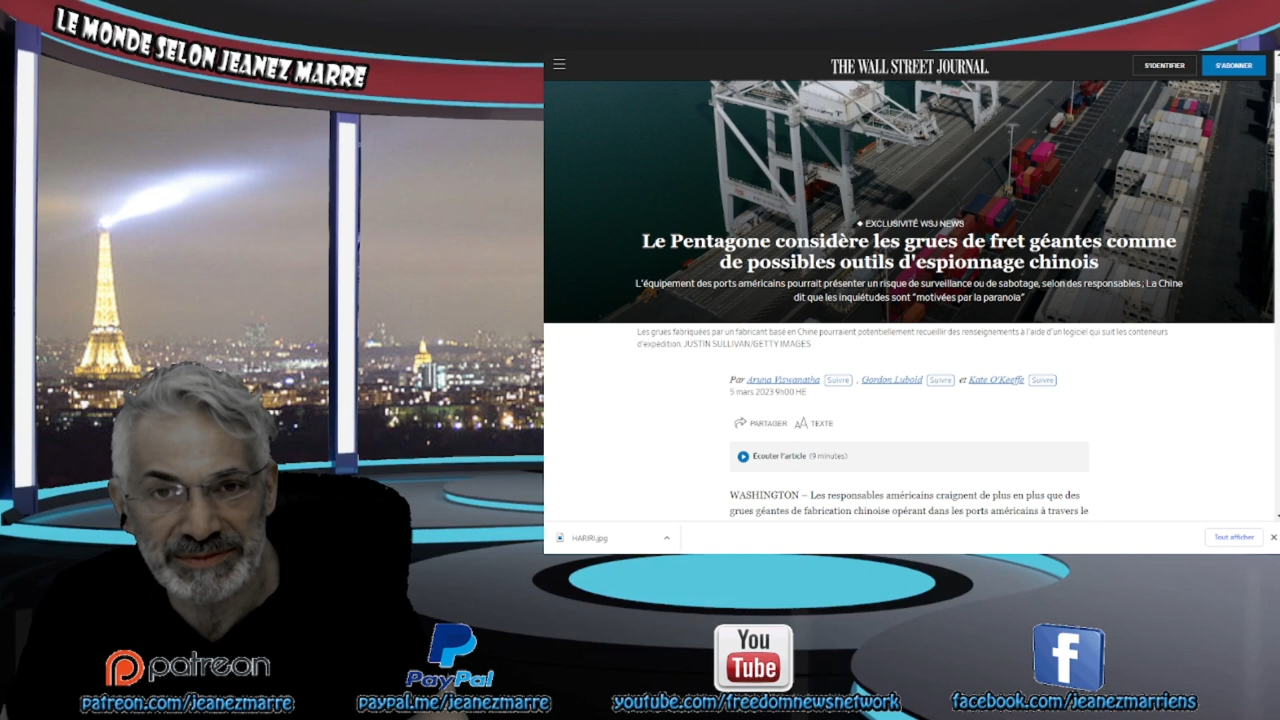 LE MONDE SELON JEANEZ MARRE
THE WALL STREET JOURNAL.
S'IDENTIFIER
S'ABONNER
◆ EXCLUSIVITÉ WSJ NEWS
Le Pentagone considère les grues de fret géantes comme
de possibles outils d'espionnage chinois
L'équipement des ports américains pourrait présenter un risque de surveillance ou de sabotage, selon des responsables ; La Chine
dit que les inquiétudes sont "motivées par la paranoïa"
Les grues fabriquées par un fabricant basé en Chine pourraient potentiellement recueillir des renseignements à l'aide d'un logiciel qui suit les conteneurs
d'expédition. JUSTIN SULLIVAN/GETTY IMAGES
Par Aruna Viswanatha Suivre , Gordon Lubold Suivre et Kate O'Keeffe Suivre
5 mars 2023 9h00 HE
PARTAGER AA TEXTE
Écouter l'article (9 minutes)
WASHINGTON – Les responsables américains craignent de plus en plus que des
grues géantes de fabrication chinoise opérant dans les ports américains à travers le
HARIRI.jpg
Tout afficher
patreon
patreon.com/jeanezmarre
PayPal
paypal.me/jeanezmarre
You
Tube
youtube.com/freedomnewsnetwork
f
facebook.com/jeanezmarriens